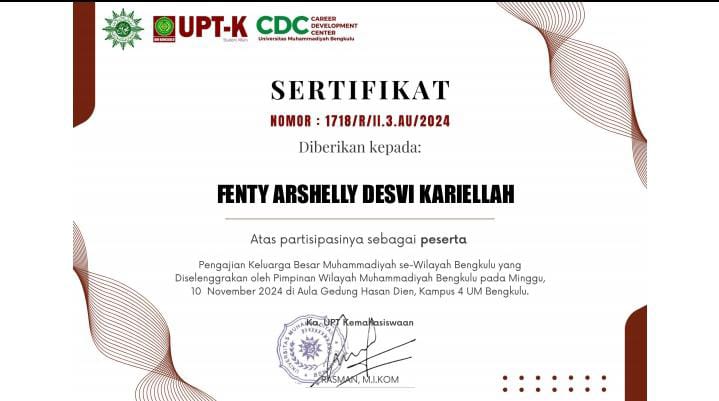 UPT-K
CDC CAREER DEVELOPMENT CENTER
Universitas Muhammadiyah Bengkulu
SERTIFIKAT
NOMOR : 1718/R/II.3.AU/2024
Diberikan kepada:
FENTY ARSHELLY DESVI KARIELLAH
Atas partisipasinya sebagai peserta
Pengajian Keluarga Besar Muhammadiyah se-Wilayah Bengkulu yang
Diselenggrakan oleh Pimpinan Wilayah Muhammadiyah Bengkulu pada Minggu,
10 November 2024 di Aula Gedung Hasan Dien, Kampus 4 UM Bengkulu.
Ka. UPT Kemahasiswaan
RASMAN, M.I.KOM